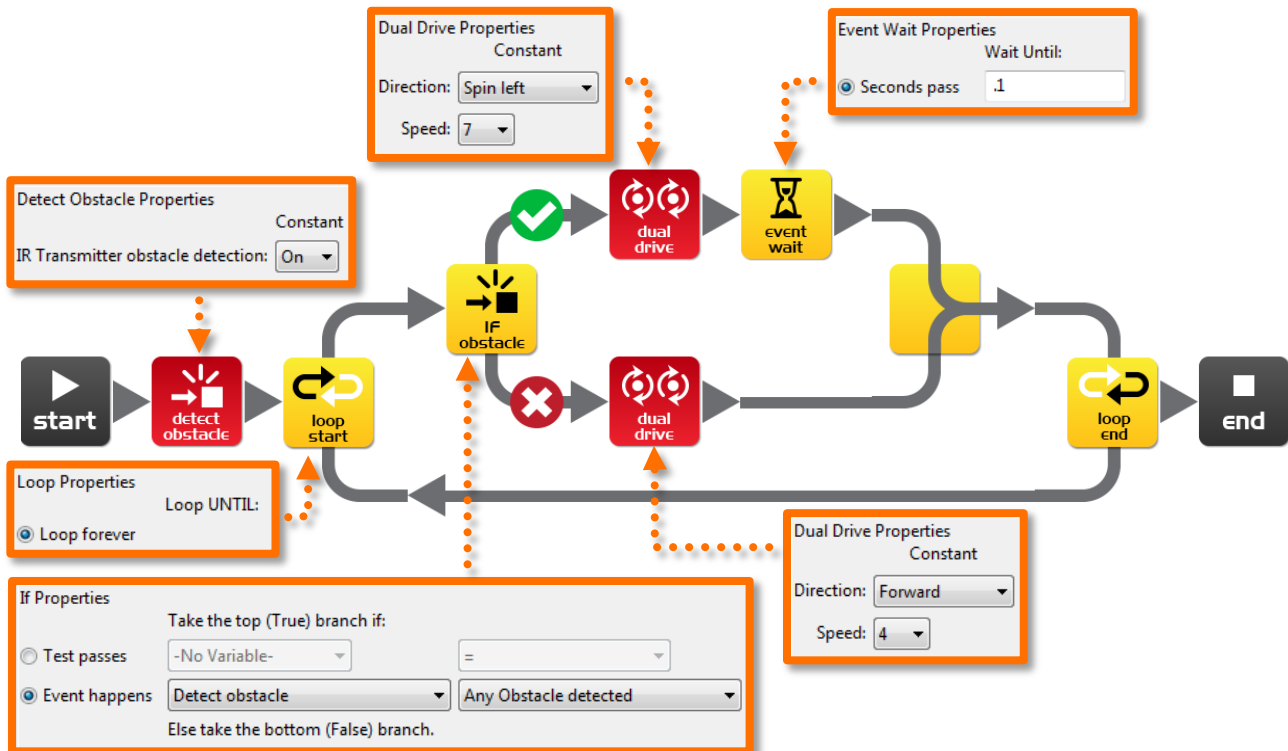 Dual Drive Properties
Constant
Direction: Spin left
Speed: 7
Event Wait Properties
Wait Until:
Seconds pass .1
Detect Obstacle Properties
Constant
IR Transmitter obstacle detection: On
dual
drive
event
wait
IF
obstacle
start
detect
obstacle
loop
start
dual
drive
loop
end
end
Loop Properties
Loop UNTIL:
Loop forever
Dual Drive Properties
Constant
Direction: Forward
Speed: 4
If Properties
Take the top (True) branch if:
Test passes -No Variable- =
Event happens Detect obstacle Any Obstacle detected
Else take the bottom (False) branch.